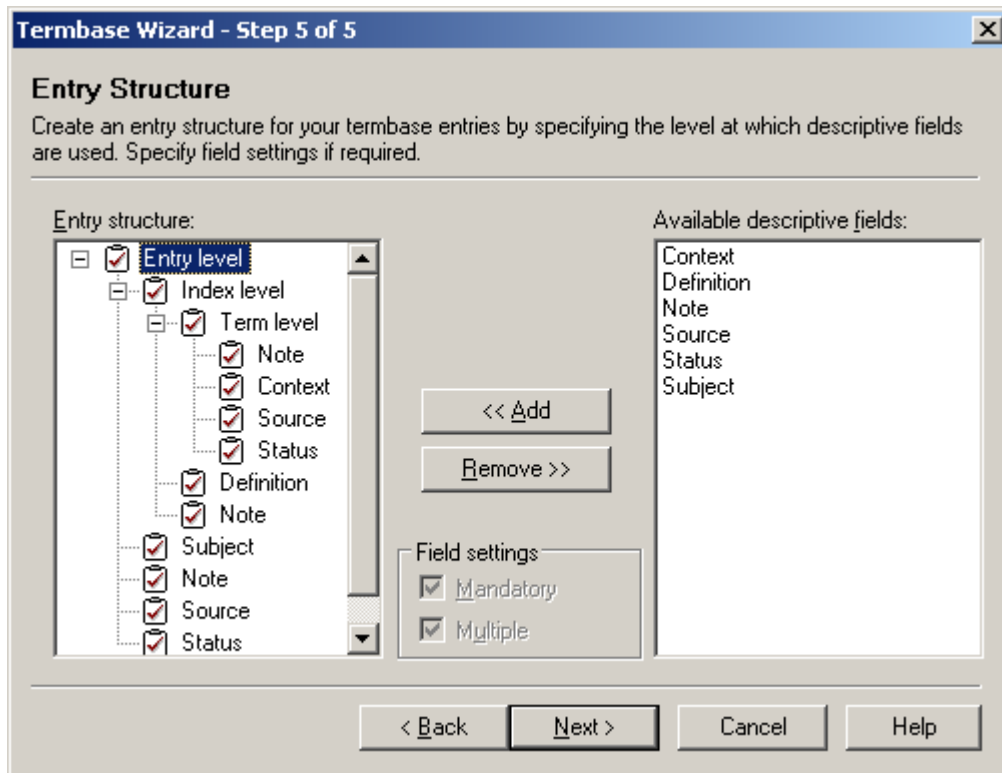 Termbase Wizard - Step 5 of 5
Entry Structure
Create an entry structure for your termbase entries by specifying the level at which descriptive fields
are used. Specify field settings if required.
Entry structure:
Entry level
Index level
Term level
Note
Context
Source
Status
Definition
Note
Subject
Note
Source
Status
<< Add
Remove >>
Field settings
Mandatory
Multiple
Available descriptive fields:
Context
Definition
Note
Source
Status
Subject
< Back
Next >
Cancel
Help